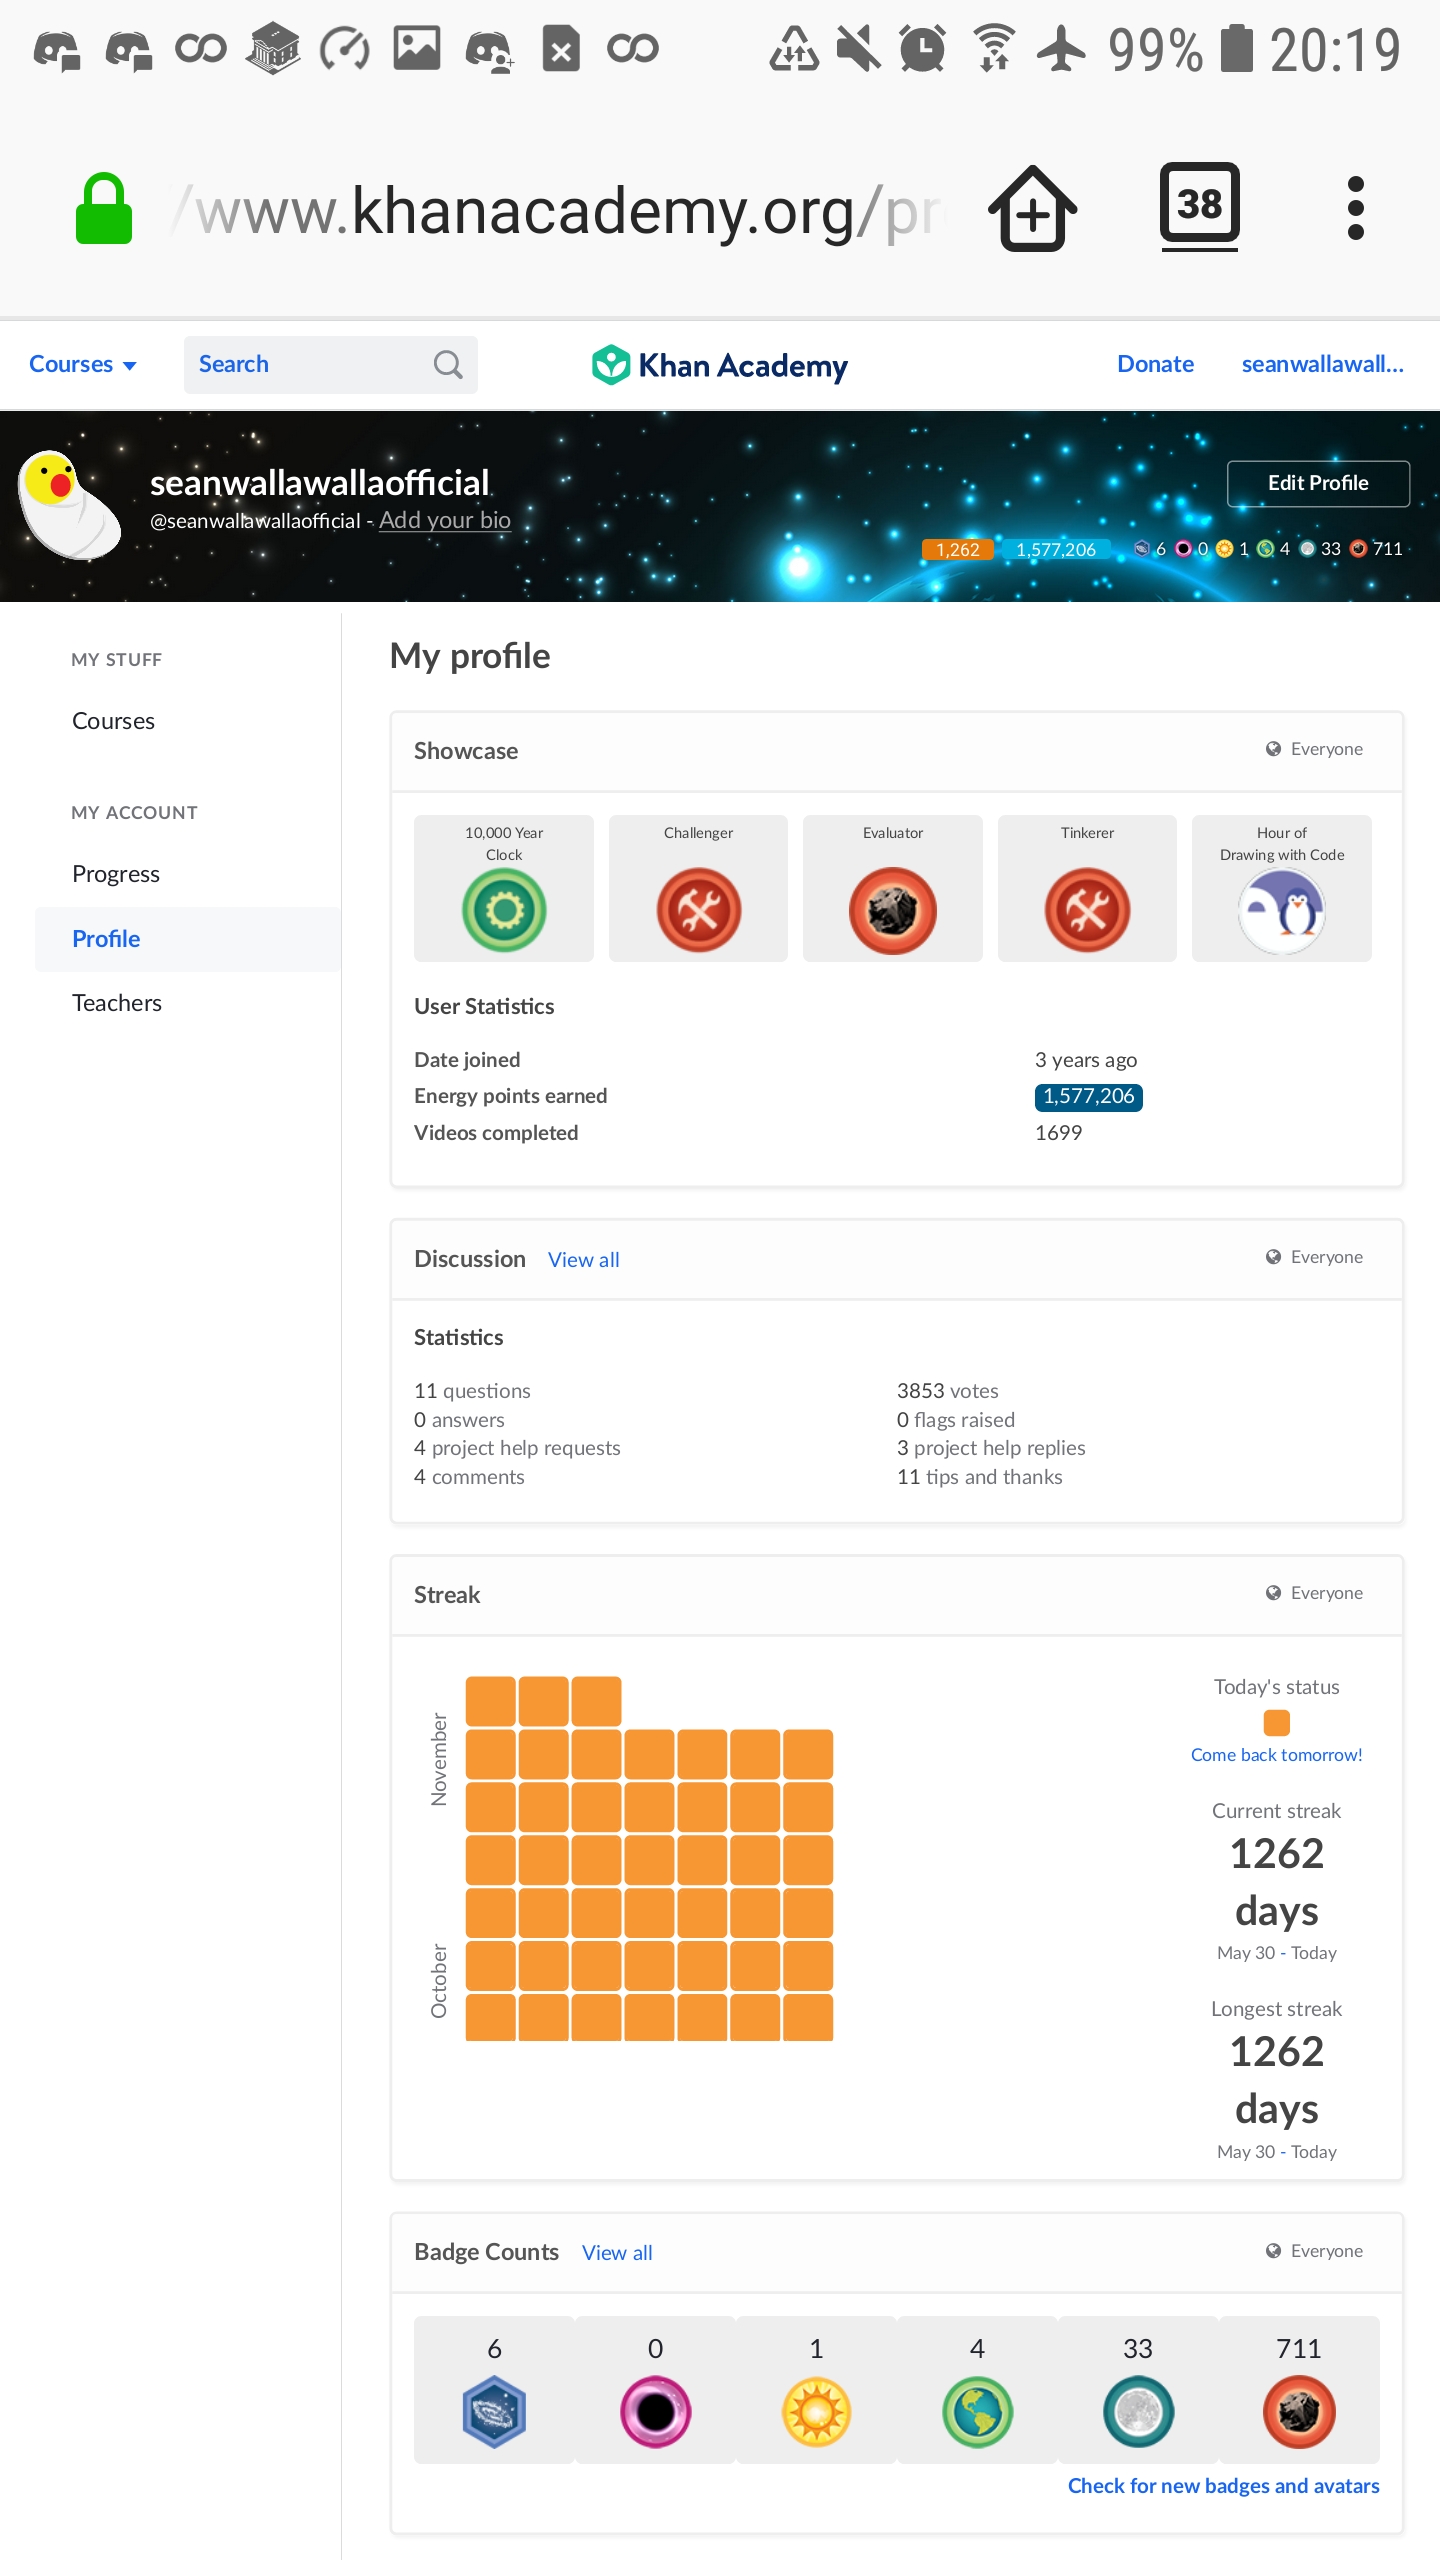 99% 20:19
/www.khanacademy.org/pr
38
Courses
Search
Khan Academy
Donate
seanwallawall...
seanwallawallaofficial
@seanwallawallaofficial - Add your bio
Edit Profile
1,262 1,577,206 6 0 1 4 33 711
MY STUFF
Courses
MY ACCOUNT
Progress
Profile
Teachers
My profile
Showcase
Everyone
10,000 Year
Clock
Challenger
Evaluator
Tinkerer
Hour of
Drawing with Code
User Statistics
Date joined 3 years ago
Energy points earned 1,577,206
Videos completed 1699
Discussion View all
Everyone
Statistics
11 questions
0 answers
4 project help requests
4 comments
3853 votes
0 flags raised
3 project help replies
11 tips and thanks
Streak
Everyone
November
October
Today's status
Come back tomorrow!
Current streak
1262
days
May 30 - Today
Longest streak
1262
days
May 30 - Today
Badge Counts View all
Everyone
6 0 1 4 33 711
Check for new badges and avatars